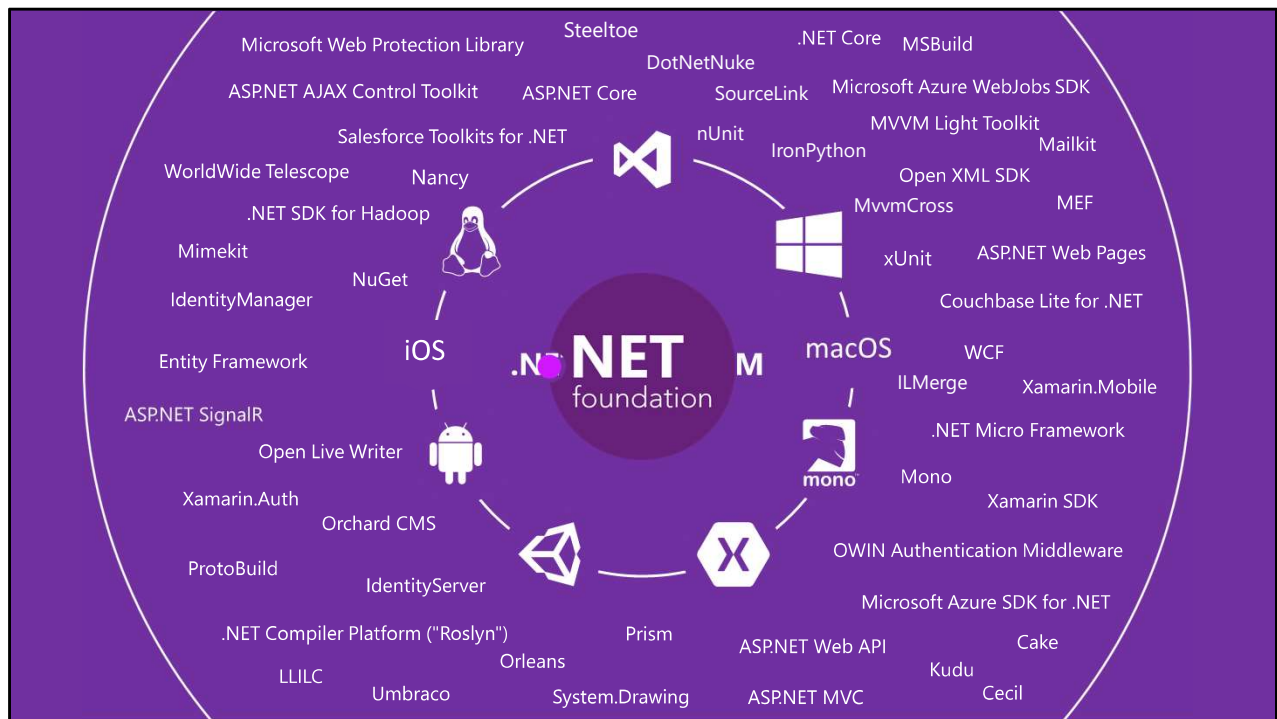 Steeltoe
.NET Core
MSBuild
Microsoft Web Protection Library
DotNetNuke
ASP.NET AJAX Control Toolkit
ASP.NET Core
SourceLink
Microsoft Azure WebJobs SDK
Salesforce Toolkits for .NET
nUnit
MVVM Light Toolkit
IronPython
Mailkit
WorldWide Telescope
Nancy
Open XML SDK
.NET SDK for Hadoop
MvvmCross
MEF
Mimekit
xUnit
ASP.NET Web Pages
NuGet
IdentityManager
Couchbase Lite for .NET
iOS
.NET
foundation
M
macOS
WCF
Entity Framework
ILMerge
Xamarin.Mobile
ASP.NET SignalR
.NET Micro Framework
Open Live Writer
mono™
Mono
Xamarin.Auth
Xamarin SDK
Orchard CMS
OWIN Authentication Middleware
ProtoBuild
IdentityServer
Microsoft Azure SDK for .NET
.NET Compiler Platform ("Roslyn")
Prism
ASP.NET Web API
Cake
Orleans
Kudu
LLILC
Umbraco
System.Drawing
ASP.NET MVC
Cecil